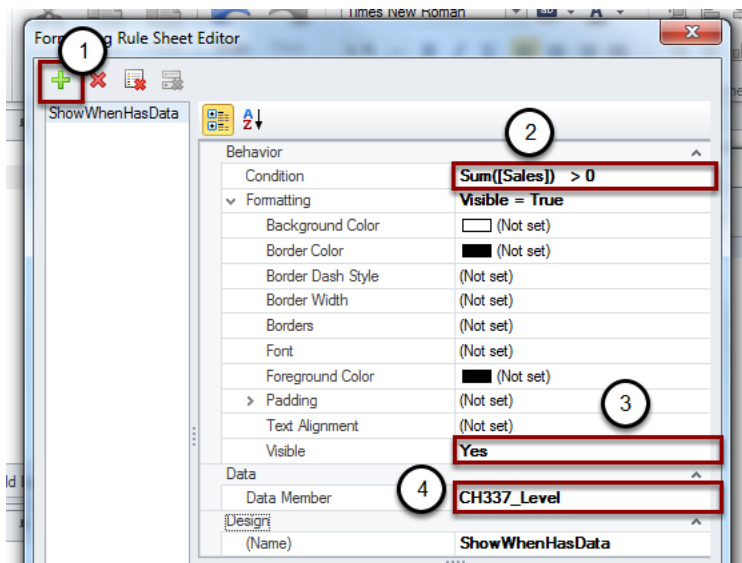 Times New Roman
Rule Sheet Editor
1
ShowWhenHasData
2
Behavior
Condition Sum([Sales]) > 0
Formatting Visible = True
Background Color (Not set)
Border Color (Not set)
Border Dash Style (Not set)
Border Width (Not set)
Borders (Not set)
Font (Not set)
Foreground Color (Not set)
Padding (Not set)
3
Text Alignment (Not set)
Visible Yes
Data
4
Data Member CH337_Level
Design
(Name) ShowWhenHasData